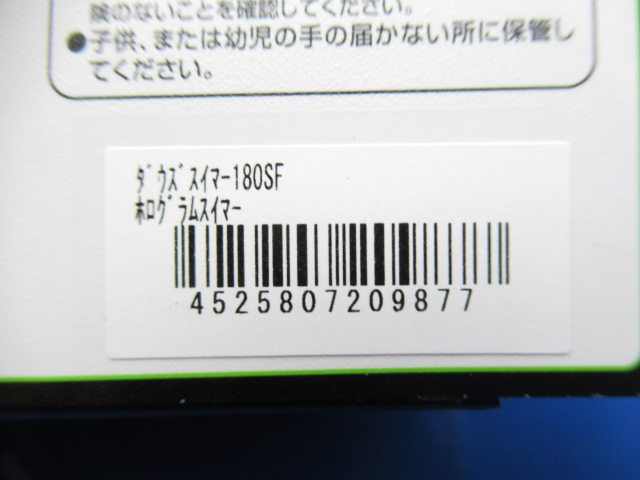 険のないことを確認してください。
●子供、または幼児の手の届かない所に保管し
てください。
ﾀﾞｳｽﾞｽｲﾏｰ180SF
ﾎﾛｸﾞﾗﾑｽｲﾏｰ
4525807209877